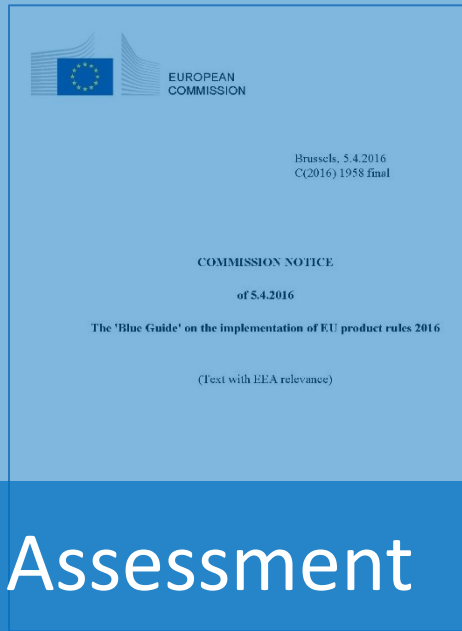 EUROPEAN
COMMISSION
Brussels, 5.4.2016
C(2016) 1958 final
COMMISSION NOTICE
of 5.4.2016
The 'Blue Guide' on the implementation of EU product rules 2016
(Text with EEA relevance)
Assessment